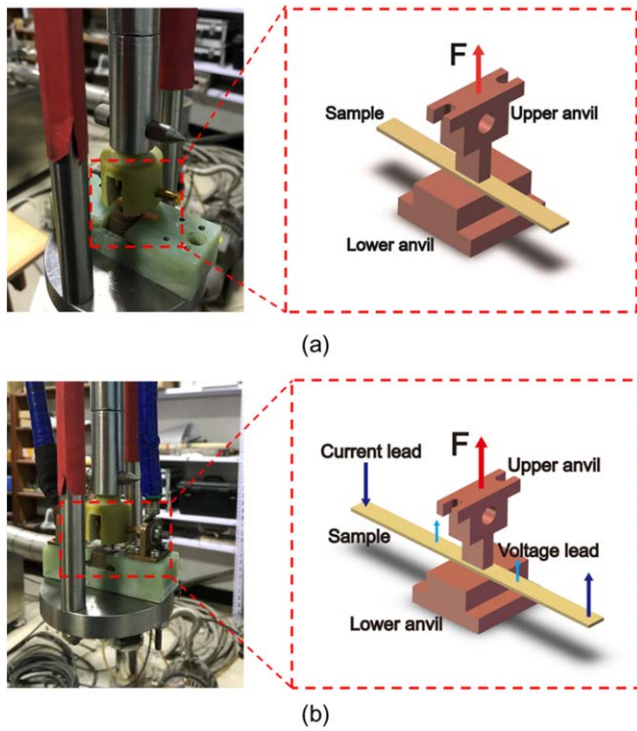 F
Sample
Upper anvil
Lower anvil
(a)
F
Current lead
Upper anvil
Sample
Voltage lead
Lower anvil
(b)